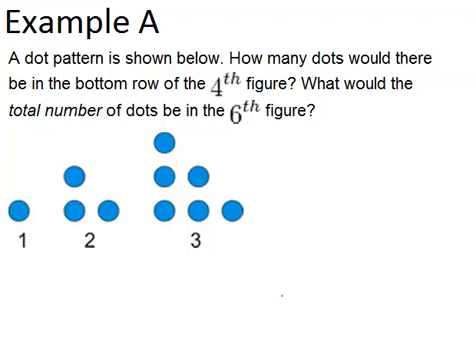 Example A
A dot pattern is shown below. How many dots would there
be in the bottom row of the 4th figure? What would the
total number of dots be in the 6th figure?
1 2 3